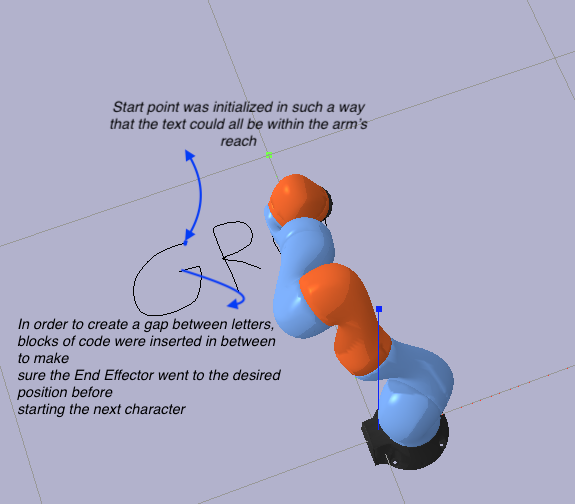 Start point was initialized in such a way
that the text could all be within the arm's
reach
G R
In order to create a gap between letters,
blocks of code were inserted in between
to make
sure the End Effector went to the desired
position before
starting the next character